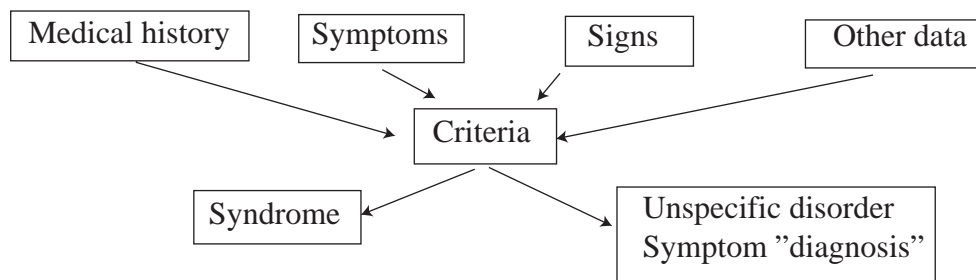 Medical history
Symptoms
Signs
Other data
Criteria
Syndrome
Unspecific disorder
Symptom ”diagnosis”